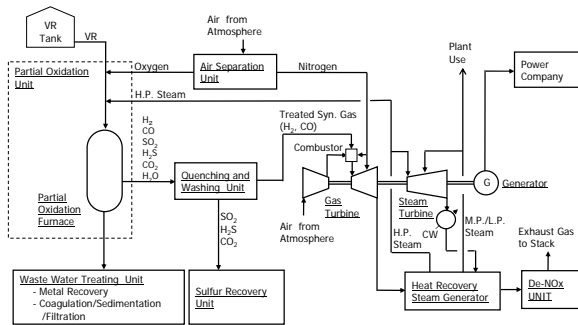 VR
Tank
VR
Air from
Atmosphere
Partial Oxidation
Unit
Oxygen
Air Separation
Unit
Nitrogen
Plant
Use
Power
Company
H.P. Steam
Treated Syn. Gas
(H2, CO)
H2
CO
SO2
H2S
CO2
H2O
Combustor
Quenching and
Washing Unit
G
Generator
Partial
Oxidation
Furnace
Gas
Turbine
Steam
Turbine
SO2
H2S
CO2
Air from
Atmosphere
H.P.
Steam
CW
M.P./L.P.
Steam
Exhaust Gas
to Stack
Waste Water Treating Unit
- Metal Recovery
- Coagulation/Sedimentation
/Filtration
Sulfur Recovery
Unit
Heat Recovery
Steam Generator
De-NOx
UNIT